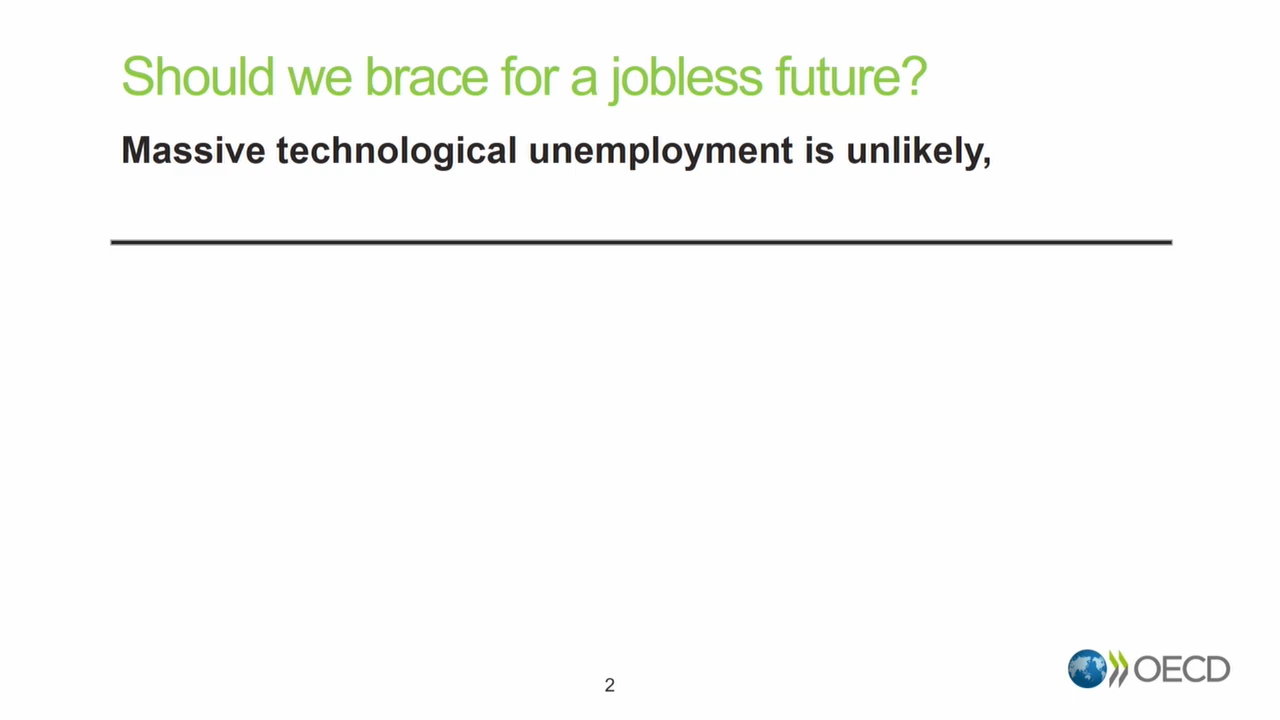 Should we brace for a jobless future?
Massive technological unemployment is unlikely,
2
OECD